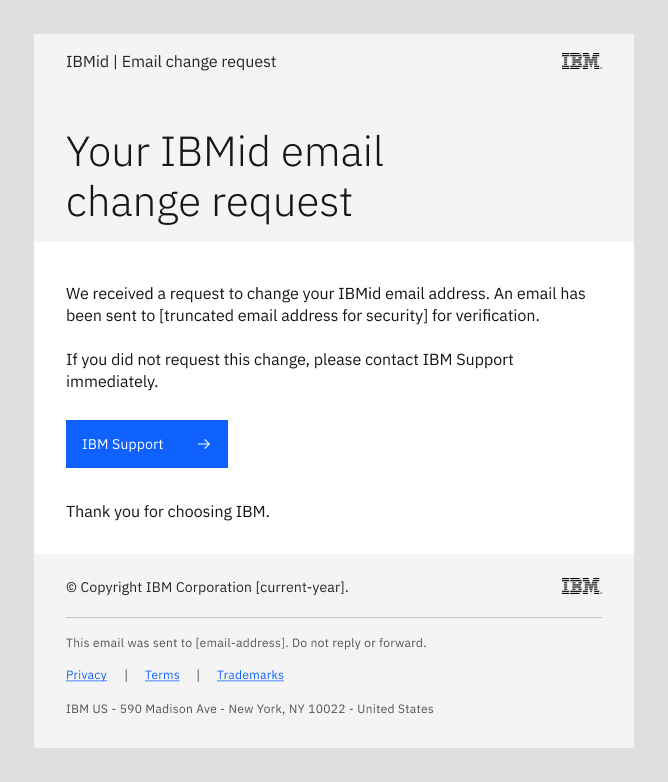 IBMid | Email change request
IBM
Your IBMid email
change request
We received a request to change your IBMid email address. An email has
been sent to [truncated email address for security] for verification.
If you did not request this change, please contact IBM Support
immediately.
IBM Support →
Thank you for choosing IBM.
© Copyright IBM Corporation [current-year].
IBM
This email was sent to [email-address]. Do not reply or forward.
Privacy | Terms | Trademarks
IBM US - 590 Madison Ave - New York, NY 10022 - United States